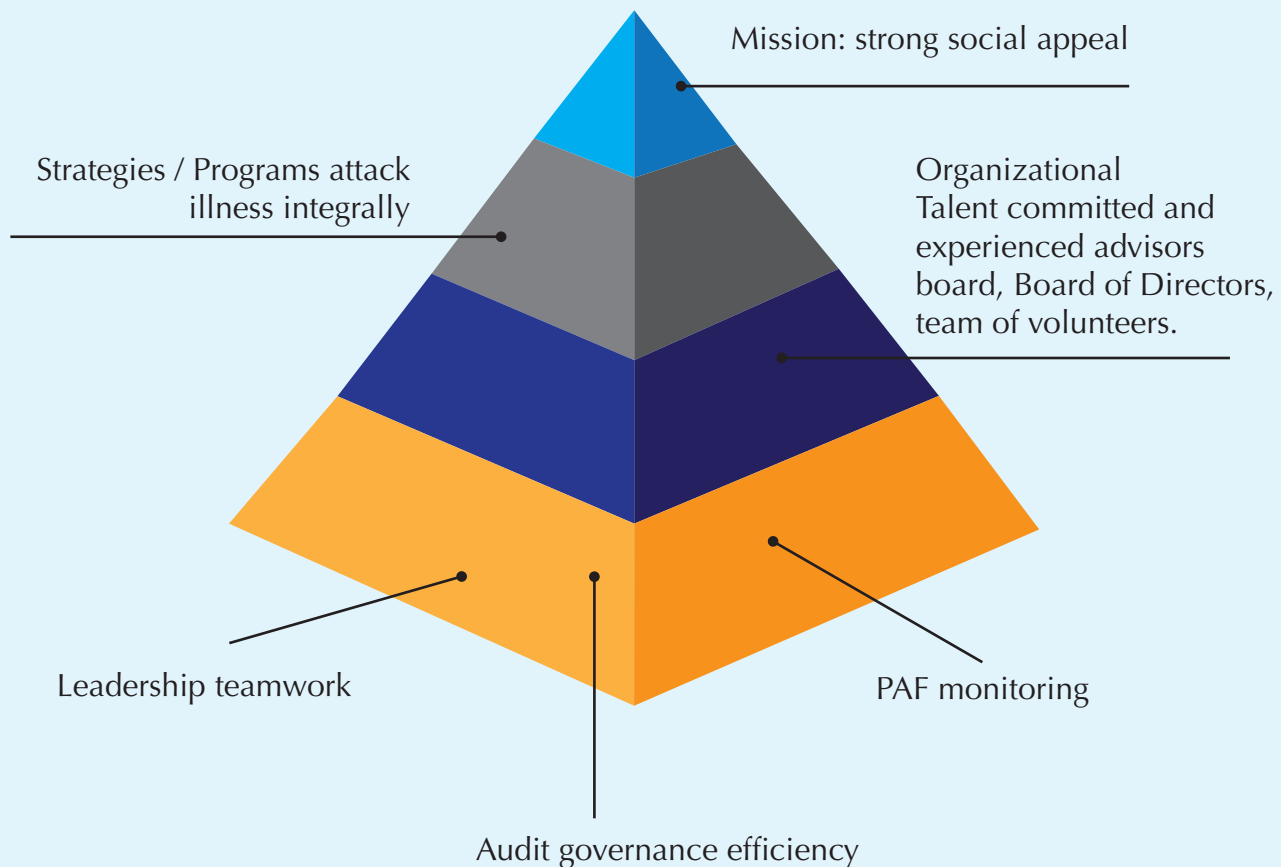 Mission: strong social appeal
Strategies / Programs attack
illness integrally
Organizational
Talent committed and
experienced advisors
board, Board of Directors,
team of volunteers.
Leadership teamwork
PAF monitoring
Audit governance efficiency